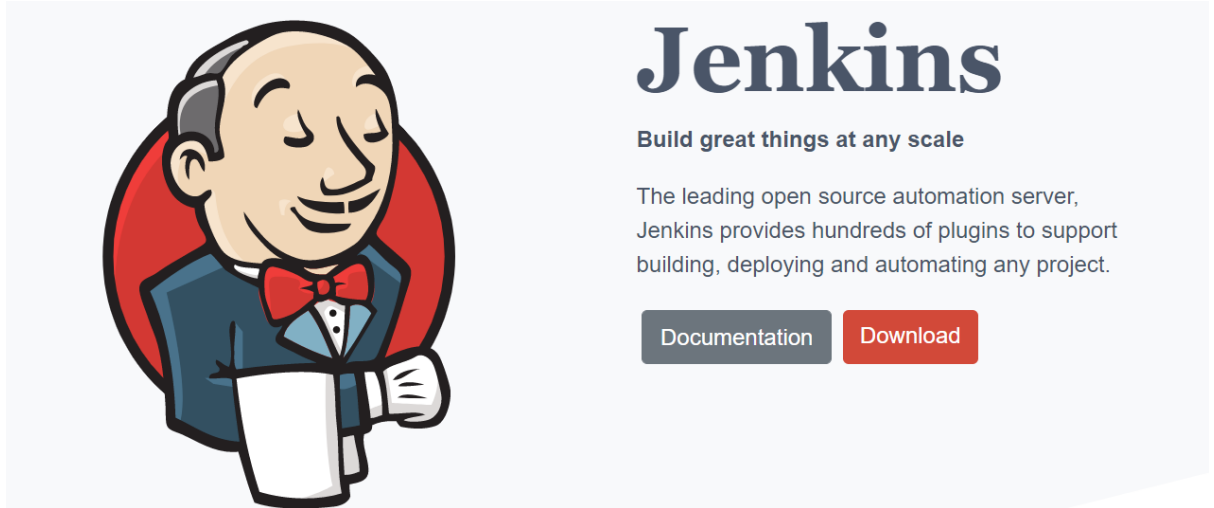 Jenkins
Build great things at any scale
The leading open source automation server,
Jenkins provides hundreds of plugins to support
building, deploying and automating any project.
Documentation
Download